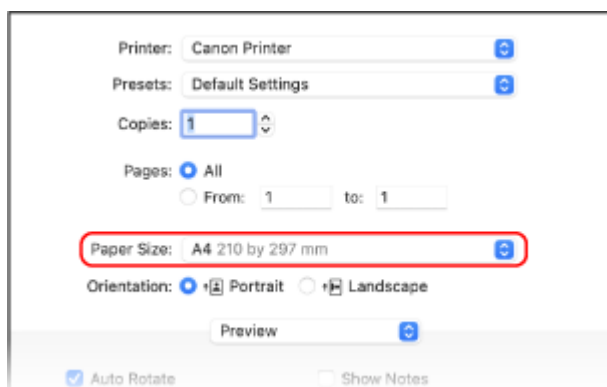 Printer: Canon Printer
Presets: Default Settings
Copies: 1
Pages: All
From: 1 to: 1
Paper Size: A4 210 by 297 mm
Orientation: Portrait Landscape
Preview
Auto Rotate Show Notes